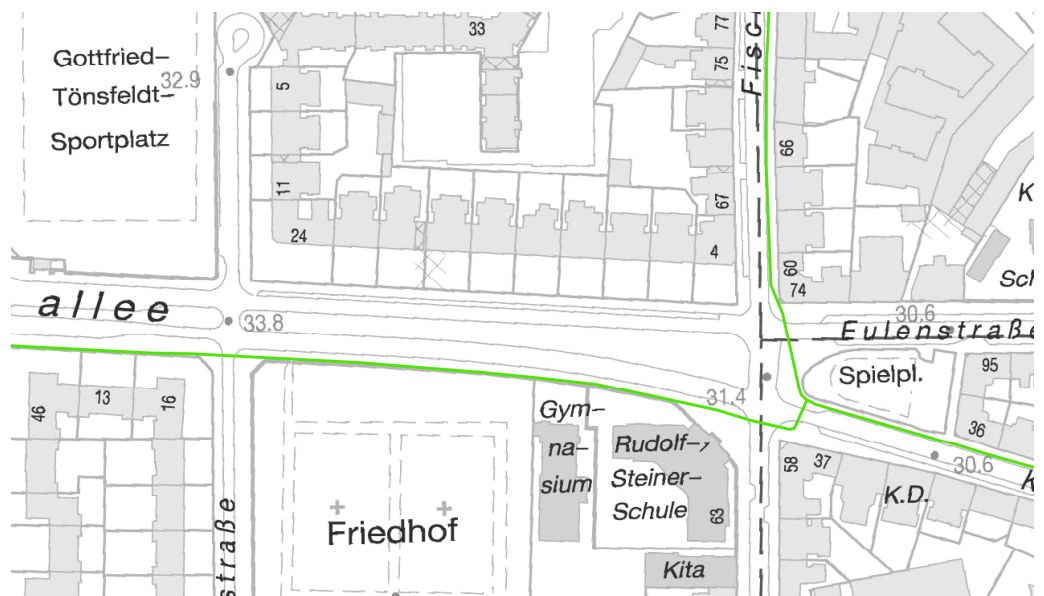 33
77
Fisc
Gottfried-
32.9
Tönsfeldt-
Sportplatz
5
75
66
11
67
24
4
60
74
K
Sch
allee
33.8
30.6
Eulenstraße
Spielpl.
95
31.4
36
46
13
16
Gym-
na-
sium
Rudolf-
Steiner-
Schule
63
58
37
30.6
K
K.D.
Friedhof
straße
Kita